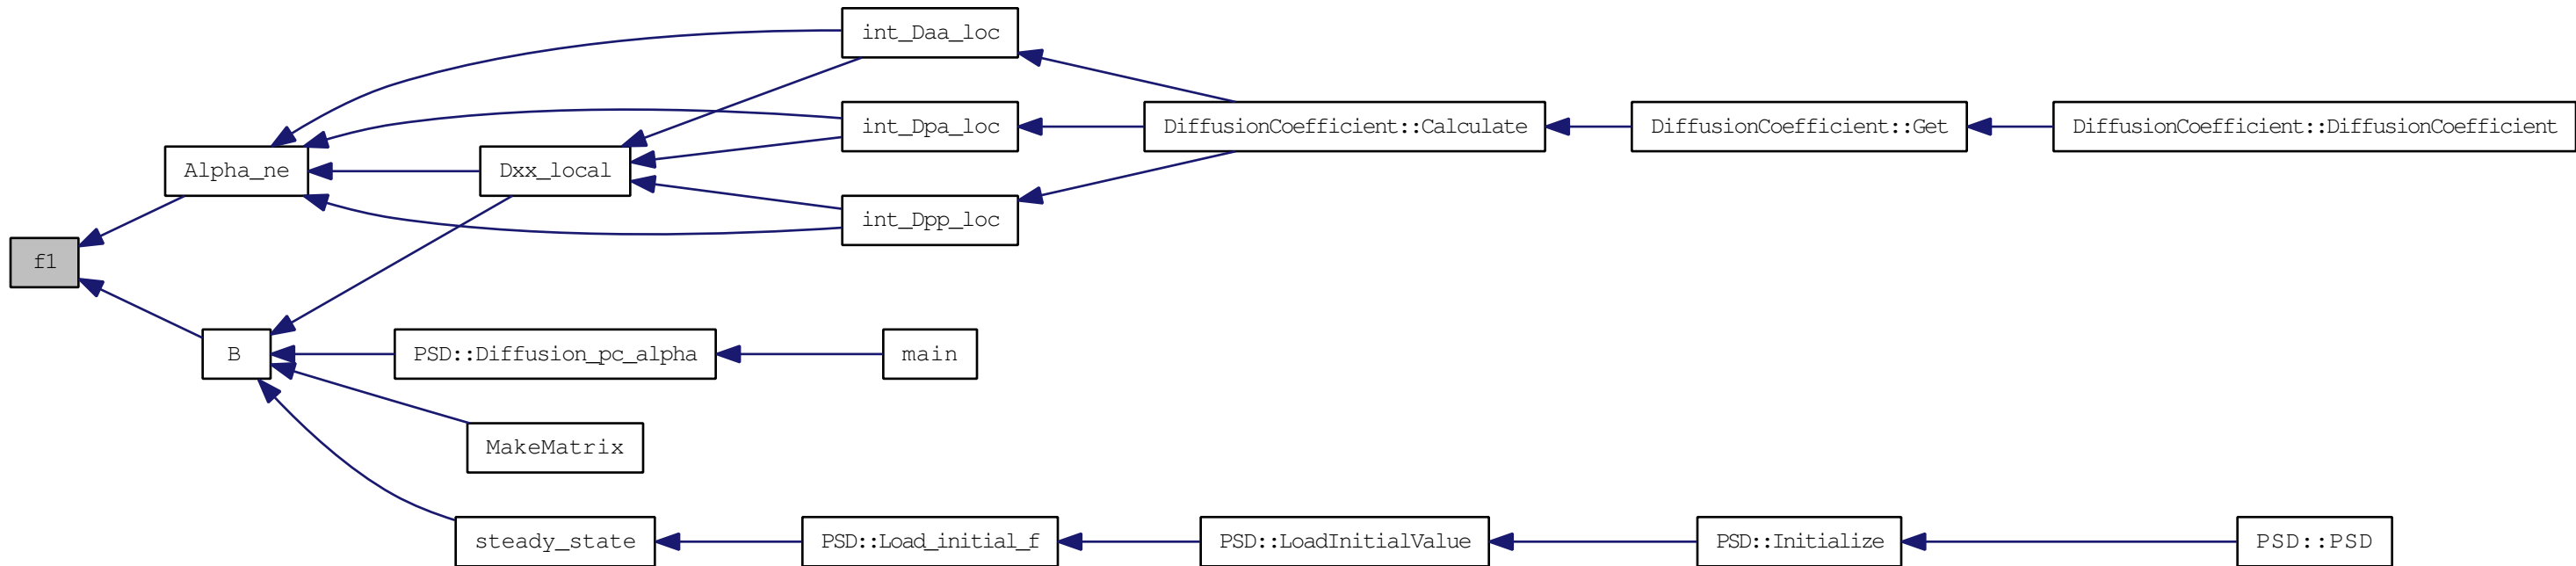 int_Daa_loc
int_Dpa_loc
DiffusionCoefficient::Calculate
DiffusionCoefficient::Get
DiffusionCoefficient::DiffusionCoefficient
Alpha_ne
Dxx_local
int_Dpp_loc
f1
B
PSD::Diffusion_pc_alpha
main
MakeMatrix
steady_state
PSD::Load_initial_f
PSD::LoadInitialValue
PSD::Initialize
PSD::PSD